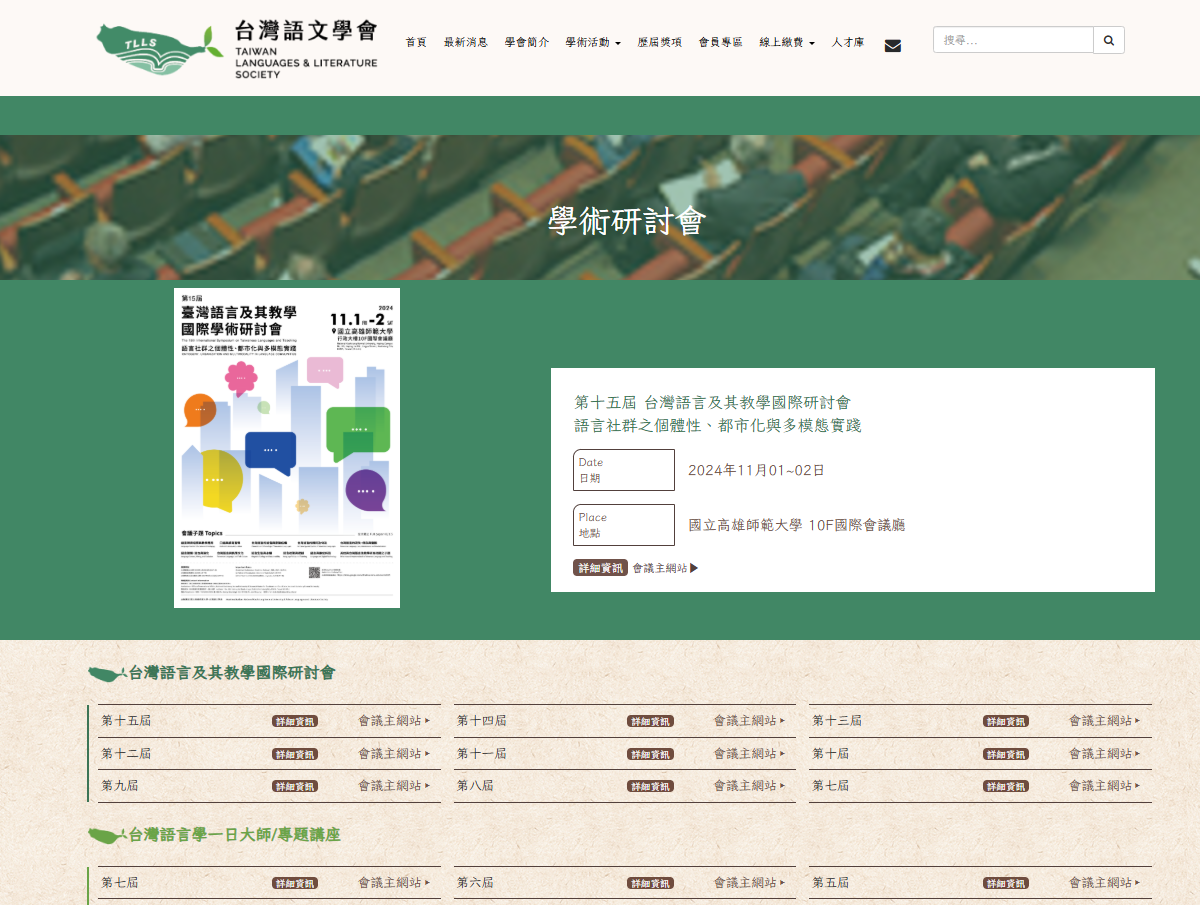 TLLS
台灣語文學會
TAIWAN
LANGUAGES & LITERATURE
SOCIETY
首頁 最新消息 學會簡介 學術活動 歷屆獎項 會員專區 線上繳費 人才庫
搜尋...
學術研討會
第15屆
臺灣語言及其教學
國際學術研討會
2024
11.1-2
國立高雄師範大學
行政大樓10F國際會議廳
語言社群之個體性、都市化與多模態實踐
會議子題 Topics
第十五屆 台灣語言及其教學國際研討會
語言社群之個體性、都市化與多模態實踐
Date
日期
2024年11月01~02日
Place
地點
國立高雄師範大學 10F國際會議廳
詳細資訊 會議主網站▶
台灣語言及其教學國際研討會
第十五屆 詳細資訊 會議主網站▸ 第十四屆 詳細資訊 會議主網站▸ 第十三屆 詳細資訊 會議主網站▸
第十二屆 詳細資訊 會議主網站▸ 第十一屆 詳細資訊 會議主網站▸ 第十屆 詳細資訊 會議主網站▸
第九屆 詳細資訊 會議主網站▸ 第八屆 詳細資訊 會議主網站▸ 第七屆 詳細資訊 會議主網站▸
台灣語言學一日大師/專題講座
第七屆 詳細資訊 會議主網站▸ 第六屆 詳細資訊 會議主網站▸ 第五屆 詳細資訊 會議主網站▸